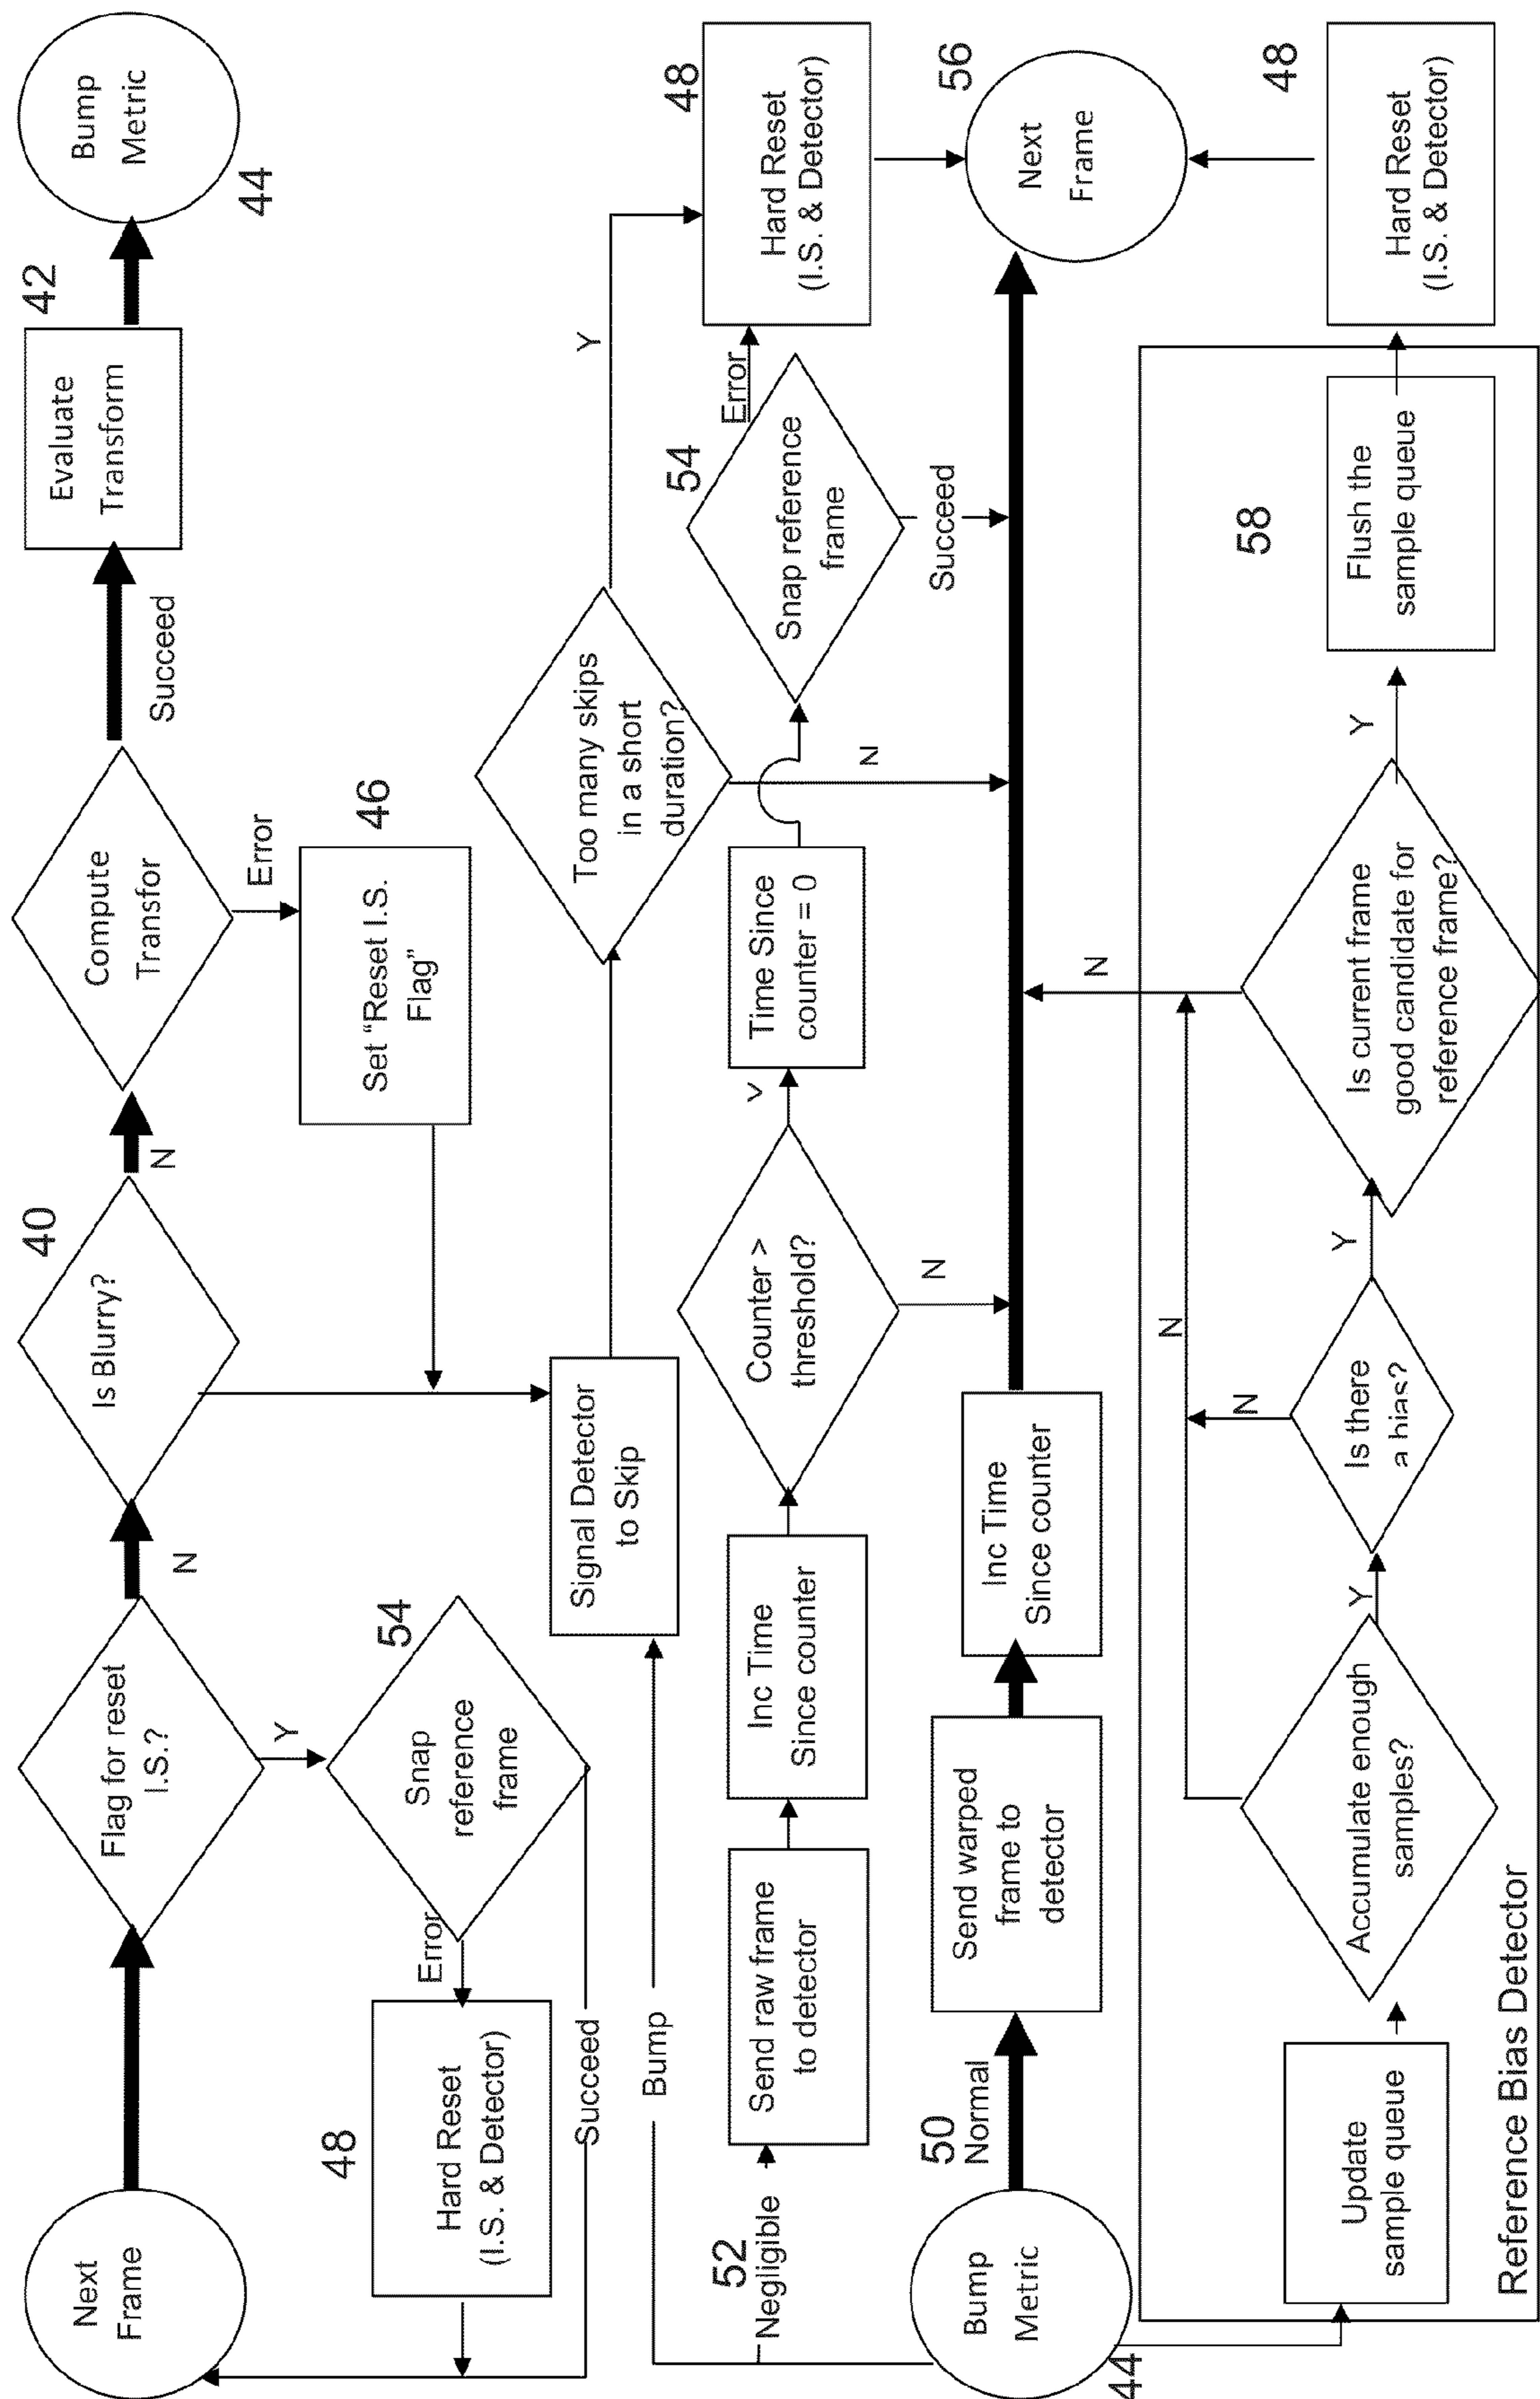 Next
Frame
Flag for reset
I.S.?
N
40
Is Blurry?
N
Compute
Transfor
Succeed
42
Evaluate
Transform
Bump
Metric
44
Y
54
Snap
reference
frame
Error
48
Hard Reset
(I.S. & Detector)
Succeed
Error
46
Set "Reset I.S.
Flag"
Signal Detector
to Skip
Bump
Too many skips
in a short
duration?
Y
N
48
Hard Reset
(I.S. & Detector)
52
Negligible
Send raw frame
to detector
Inc Time
Since counter
Counter >
threshold?
N
Time Since
counter = 0
54
Snap reference
frame
Error
Succeed
56
Next
Frame
Bump
Metric
44
50
Normal
Send warped
frame to
detector
Inc Time
Since counter
Update
sample queue
Accumulate enough
samples?
Y
N
Is there
a bias?
N
Y
Is current frame
good candidate for
reference frame?
N
Y
58
Flush the
sample queue
48
Hard Reset
(I.S. & Detector)
Reference Bias Detector